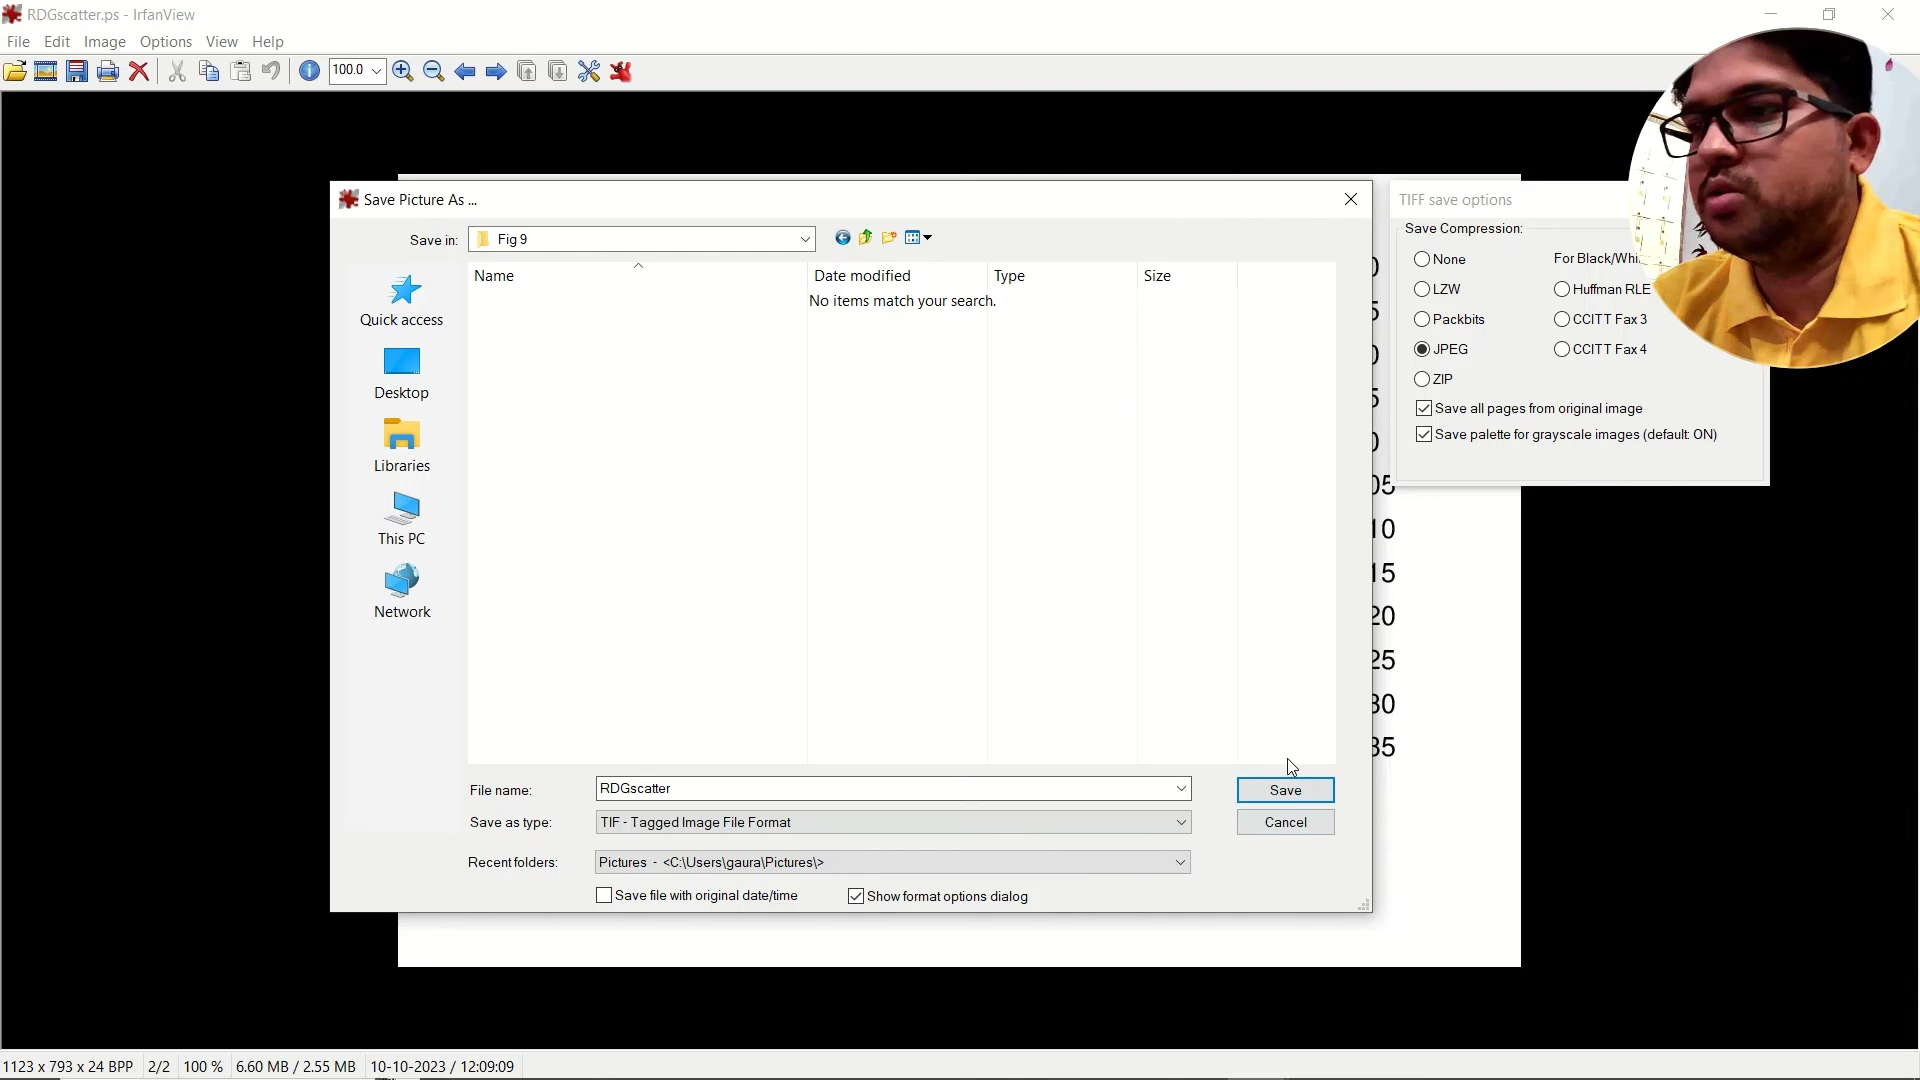 RDGscatter.ps - IrfanView
File Edit Image Options View Help
100.0
Save Picture As ...
TIFF save options
Save in: Fig 9
Save Compression:
None
LZW
Packbits
JPEG
ZIP
Huffman RLE
CCITT Fax 3
CCITT Fax 4
Save all pages from original image
Save palette for grayscale images (default: ON)
Name Date modified Type Size
No items match your search.
Quick access
Desktop
Libraries
This PC
Network
10
15
20
25
30
35
File name: RDGscatter Save
Save as type: TIF - Tagged Image File Format Cancel
Recent folders: Pictures - <C:\Users\gaura\Pictures\>
Save file with original date/time Show format options dialog
1123 x 793 x 24 BPP 2/2 100 % 6.60 MB / 2.55 MB 10-10-2023 / 12:09:09